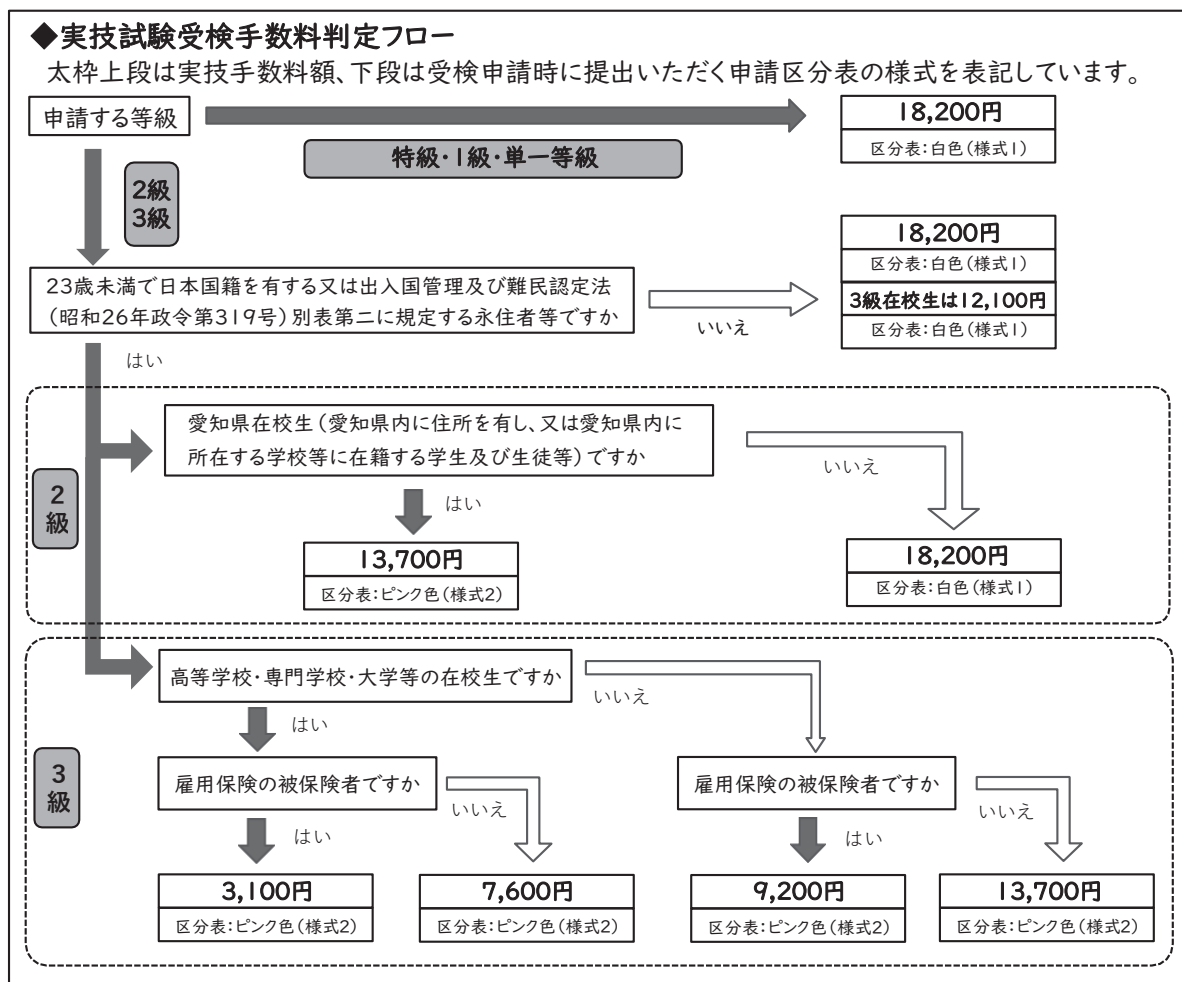 ◆実技試験受検手数料判定フロー
太枠上段は実技手数料額、下段は受検申請時に提出いただく申請区分表の様式を表記しています。
申請する等級
特級・1級・単一等級
18,200円
区分表:白色(様式1)
2級
3級
23歳未満で日本国籍を有する又は出入国管理及び難民認定法
(昭和26年政令第319号)別表第二に規定する永住者等ですか
いいえ
18,200円
区分表:白色(様式1)
3級在校生は12,100円
区分表:白色(様式1)
はい
2級
愛知県在校生(愛知県内に住所を有し、又は愛知県内に
所在する学校等に在籍する学生及び生徒等)ですか
いいえ
はい
13,700円
区分表:ピンク色(様式2)
18,200円
区分表:白色(様式1)
3級
高等学校・専門学校・大学等の在校生ですか
いいえ
はい
雇用保険の被保険者ですか
いいえ
はい
雇用保険の被保険者ですか
いいえ
はい
3,100円
区分表:ピンク色(様式2)
7,600円
区分表:ピンク色(様式2)
9,200円
区分表:ピンク色(様式2)
13,700円
区分表:ピンク色(様式2)